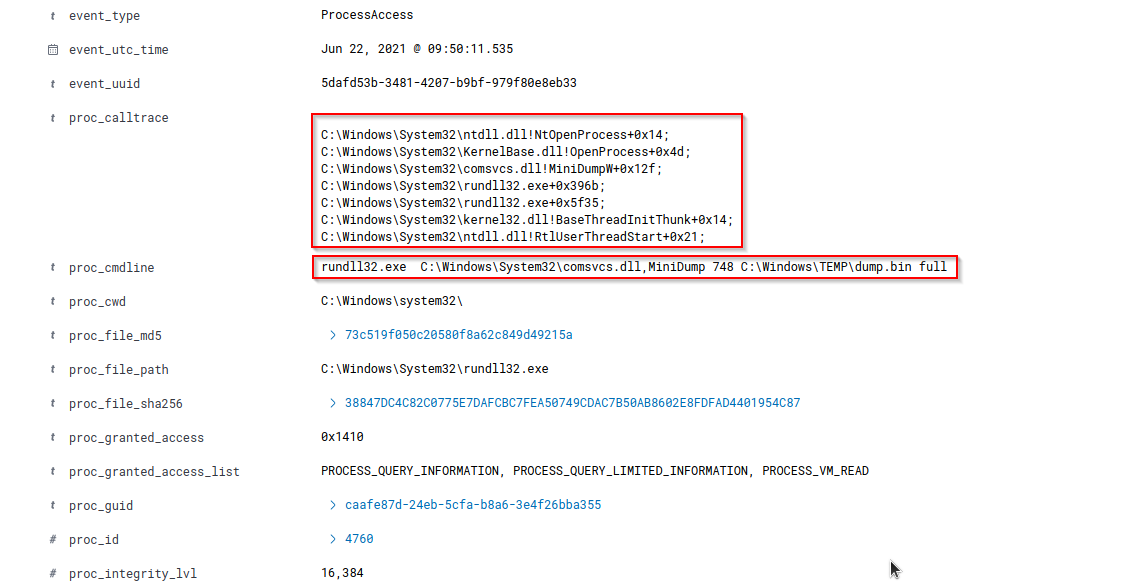 t event_type ProcessAccess
event_utc_time Jun 22, 2021 @ 09:50:11.535
t event_uuid 5dafd53b-3481-4207-b9bf-979f80e8eb33
t proc_calltrace
C:\Windows\System32\ntdll.dll!NtOpenProcess+0x14;
C:\Windows\System32\KernelBase.dll!OpenProcess+0x4d;
C:\Windows\System32\comsvcs.dll!MiniDumpW+0x12f;
C:\Windows\System32\rundll32.exe+0x396b;
C:\Windows\System32\rundll32.exe+0x5f35;
C:\Windows\System32\kernel32.dll!BaseThreadInitThunk+0x14;
C:\Windows\System32\ntdll.dll!RtlUserThreadStart+0x21;
t proc_cmdline rundll32.exe  C:\Windows\System32\comsvcs.dll,MiniDump 748 C:\Windows\TEMP\dump.bin full
t proc_cwd C:\Windows\system32\
t proc_file_md5 > 73c519f050c20580f8a62c849d49215a
t proc_file_path C:\Windows\System32\rundll32.exe
t proc_file_sha256 > 38847DC4C82C0775E7DAFCBC7FEA50749CDAC7B50AB8602E8FDFAD4401954C87
t proc_granted_access 0x1410
t proc_granted_access_list PROCESS_QUERY_INFORMATION, PROCESS_QUERY_LIMITED_INFORMATION, PROCESS_VM_READ
t proc_guid > caafe87d-24eb-5cfa-b8a6-3e4f26bba355
# proc_id > 4760
# proc_integrity_lvl 16,384